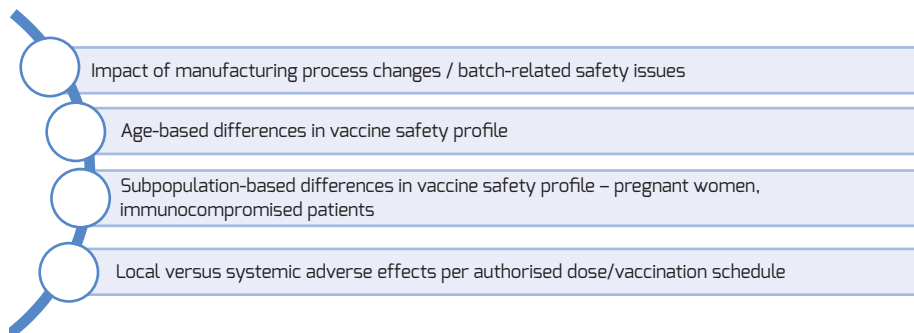 Impact of manufacturing process changes / batch-related safety issues
Age-based differences in vaccine safety profile
Subpopulation-based differences in vaccine safety profile – pregnant women,
immunocompromised patients
Local versus systemic adverse effects per authorised dose/vaccination schedule